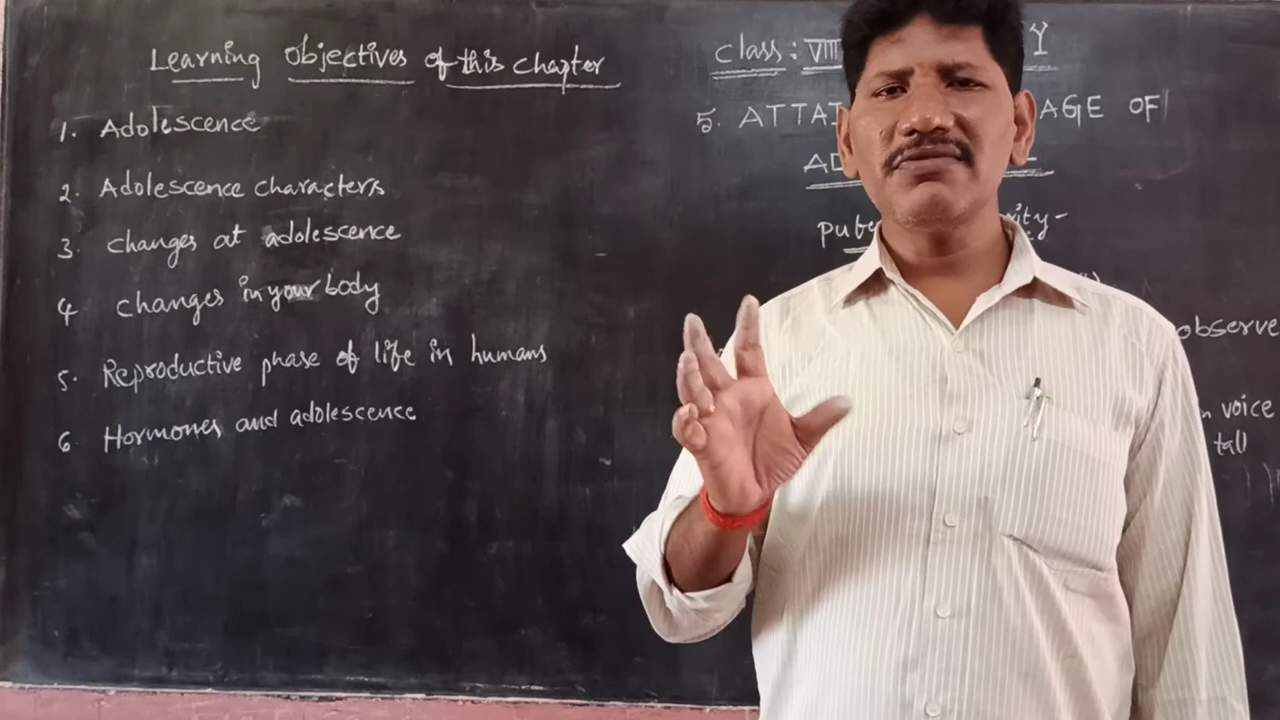 Learning Objectives of this chapter
1. Adolescence
2. Adolescence characters
3. changes at adolescence
4 changes in your body
5. Reproductive phase of life in humans
6 Hormones and adolescence
class: VIII Y
5. ATTAI AGE OF
AD
pube rity-
observe
voice
tall